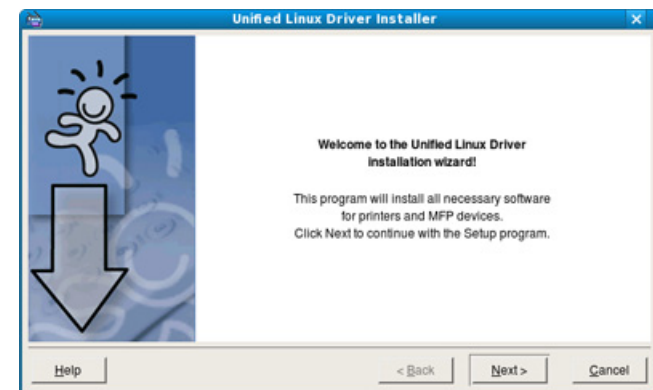 Unified Linux Driver Installer
Welcome to the Unified Linux Driver
installation wizard!
This program will install all necessary software
for printers and MFP devices.
Click Next to continue with the Setup program.
Help
< Back
Next >
Cancel